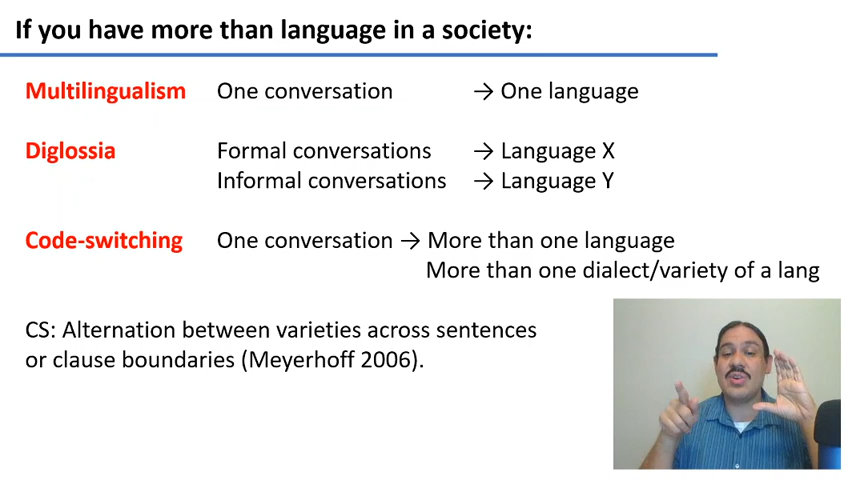 If you have more than language in a society:
Multilingualism One conversation → One language
Diglossia Formal conversations → Language X
Informal conversations → Language Y
Code-switching One conversation → More than one language
More than one dialect/variety of a lang
CS: Alternation between varieties across sentences
or clause boundaries (Meyerhoff 2006).